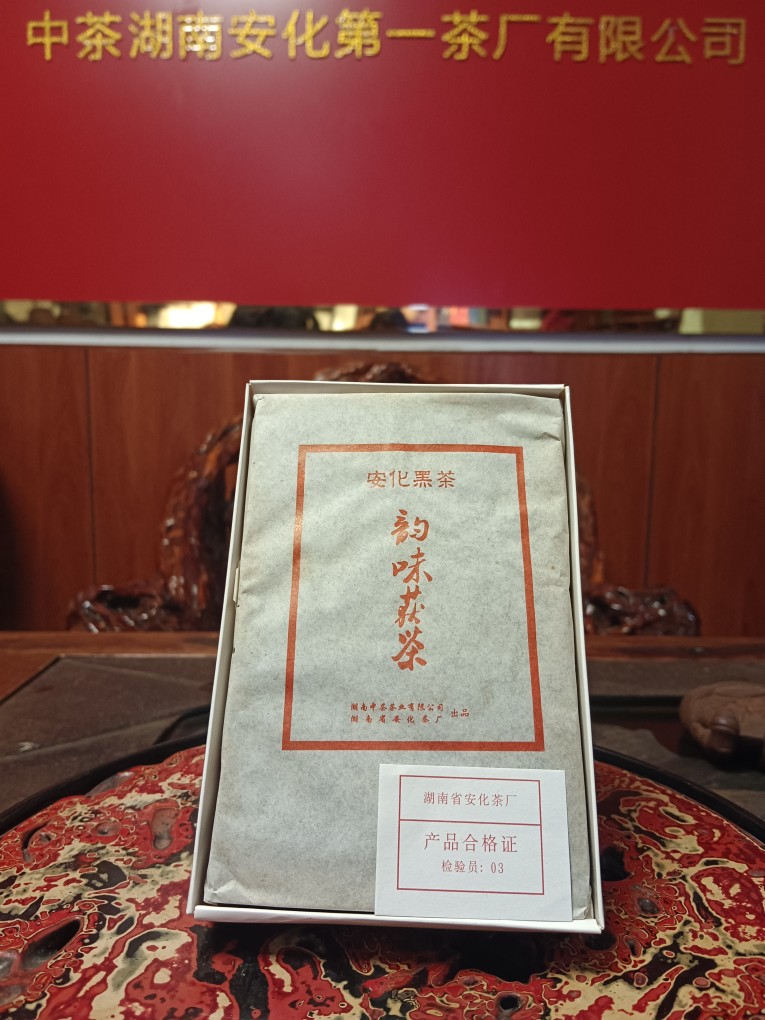 中茶湖南安化第一茶厂有限公司
安化黑茶
韵味茯茶
湖南中茶茶业有限公司
湖南省安化茶厂
出品
湖南省安化茶厂
产品合格证
检验员: 03